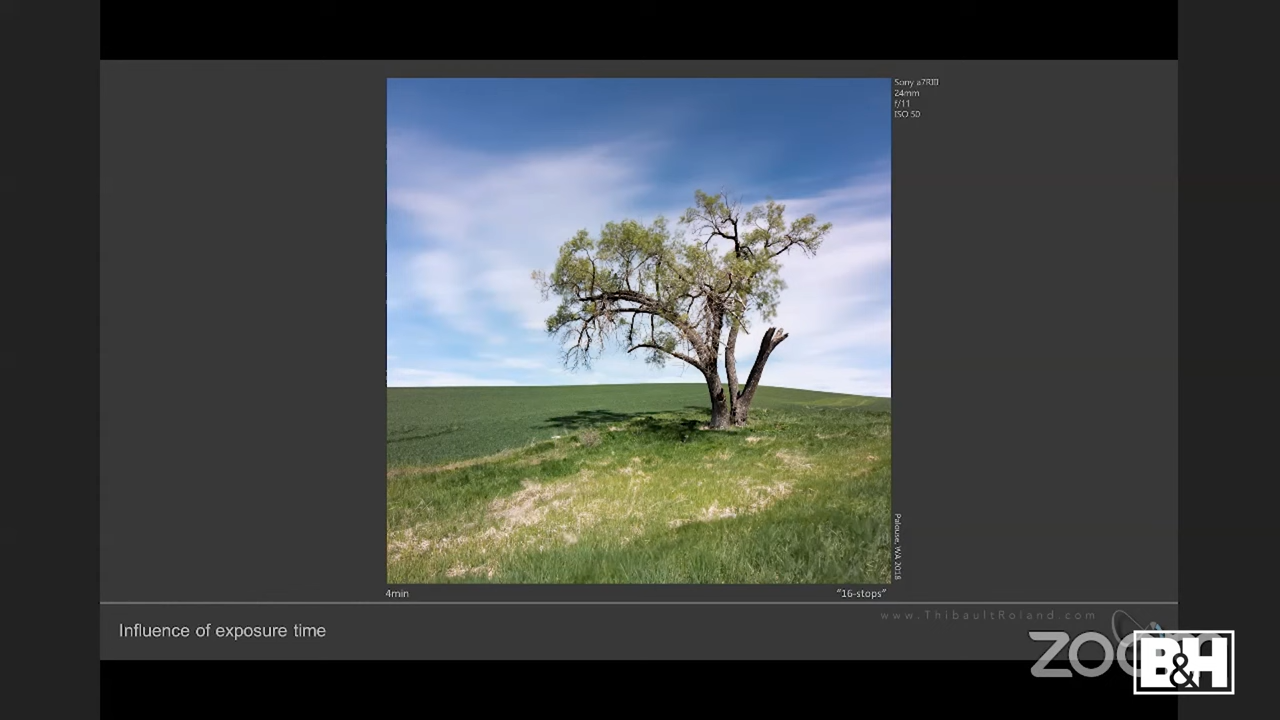 Sony a7RIII
24mm
f/11
ISO 50
Palouse, WA 2018
4min
"16-stops"
www.ThibaultRoland.com
Influence of exposure time
ZOOM
B&H